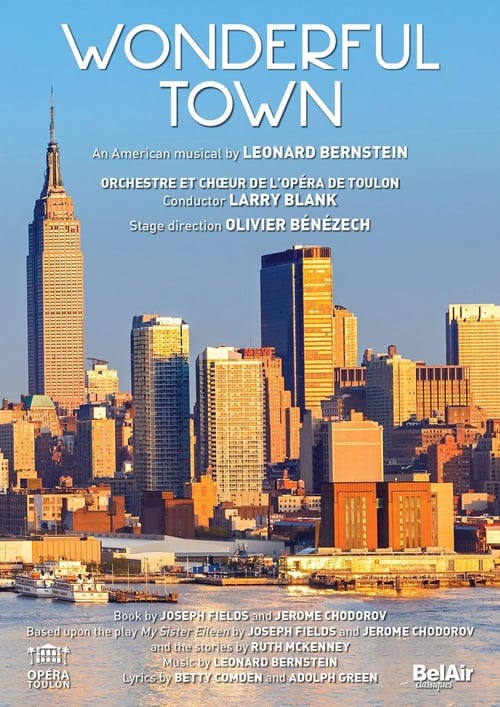 WONDERFUL
TOWN
An American musical by LEONARD BERNSTEIN
ORCHESTRE ET CHŒUR DE L'OPÉRA DE TOULON
Conductor LARRY BLANK
Stage direction OLIVIER BÉNÉZECH
Book by JOSEPH FIELDS and JEROME CHODOROV
Based upon the play My Sister Eileen by JOSEPH FIELDS and JEROME CHODOROV
and the stories by RUTH MCKENNEY
Music by LEONARD BERNSTEIN
Lyrics by BETTY COMDEN and ADOLPH GREEN
OPÉRA
TOULON
BelAir
classiques